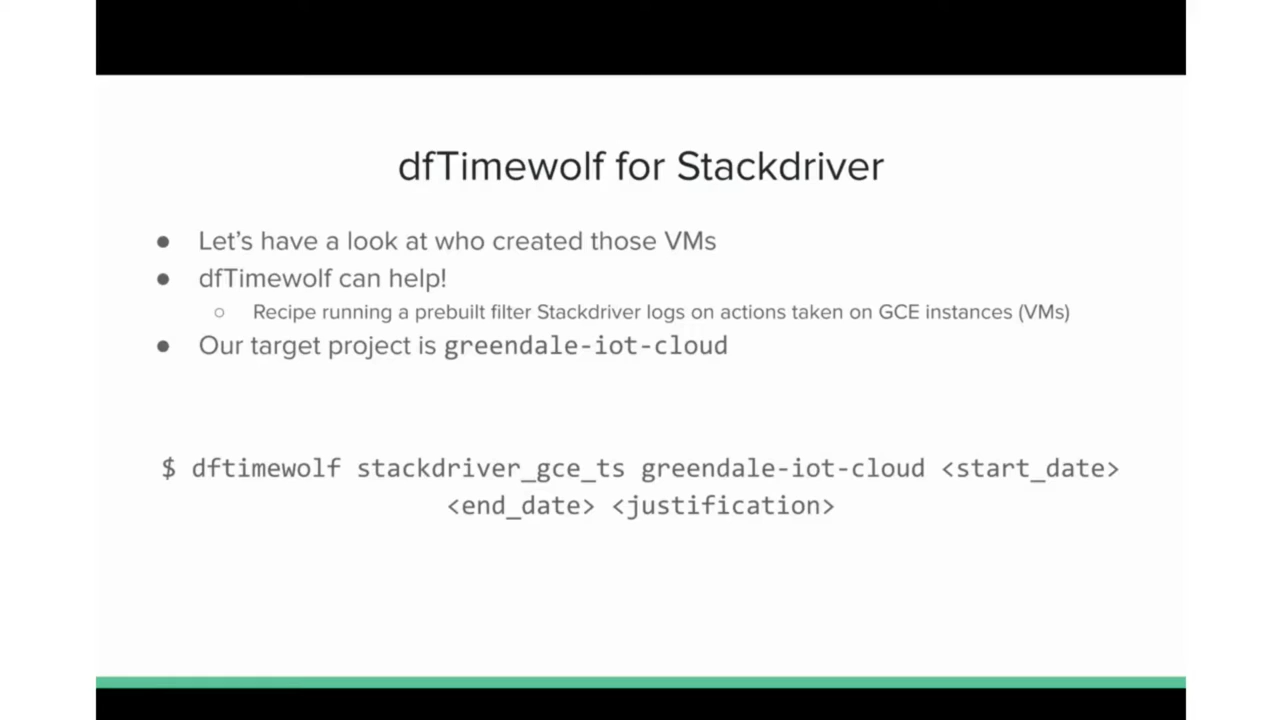 dfTimewolf for Stackdriver
● Let's have a look at who created those VMs
● dfTimewolf can help!
○ Recipe running a prebuilt filter Stackdriver logs on actions taken on GCE instances (VMs)
● Our target project is greendale-iot-cloud
$ dftimewolf stackdriver_gce_ts greendale-iot-cloud <start_date>
<end_date> <justification>